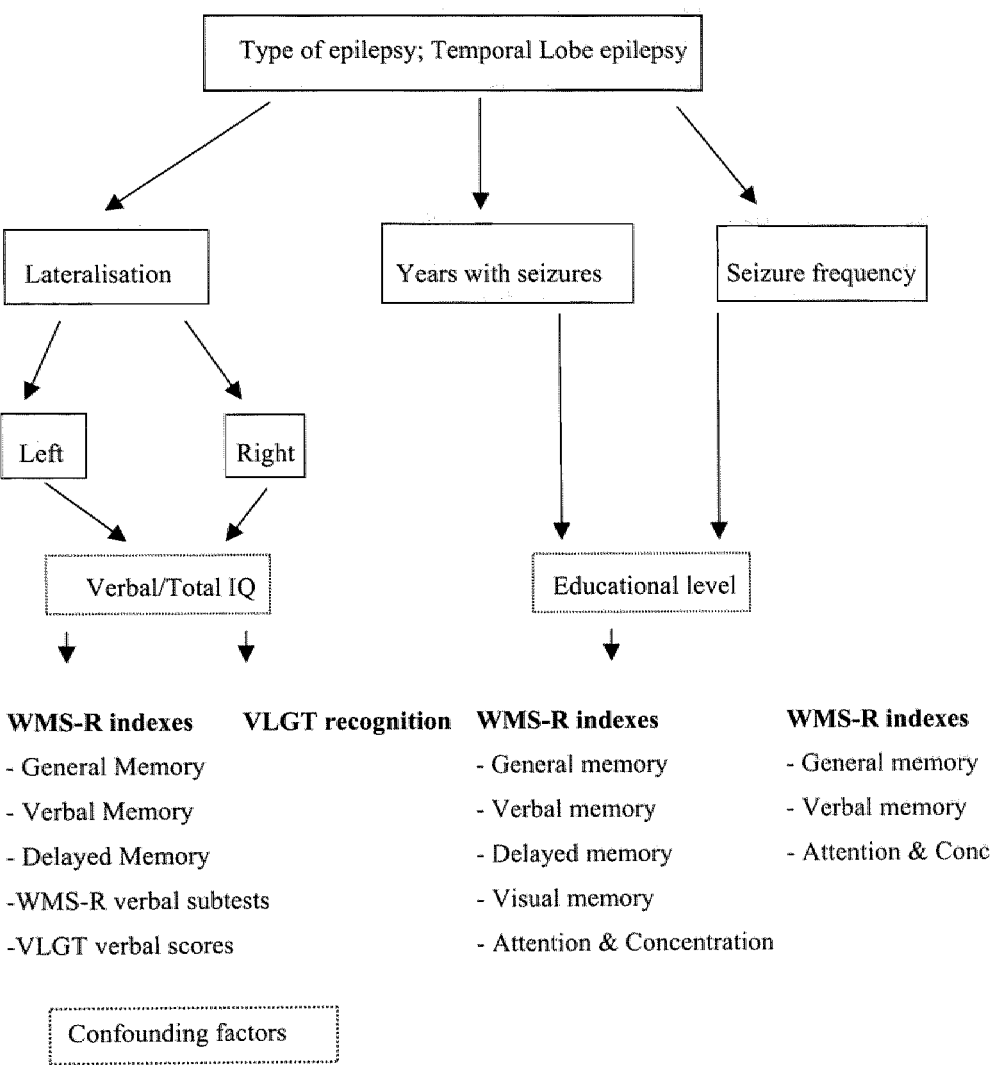 Type of epilepsy; Temporal Lobe epilepsy
Lateralisation
Years with seizures
Seizure frequency
Left
Right
Verbal/Total IQ
Educational level
WMS-R indexes
- General Memory
- Verbal Memory
- Delayed Memory
-WMS-R verbal subtests
-VLGT verbal scores
VLGT recognition
WMS-R indexes
- General memory
- Verbal memory
- Delayed memory
- Visual memory
- Attention & Concentration
WMS-R indexes
- General memory
- Verbal memory
- Attention & Conc
Confounding factors